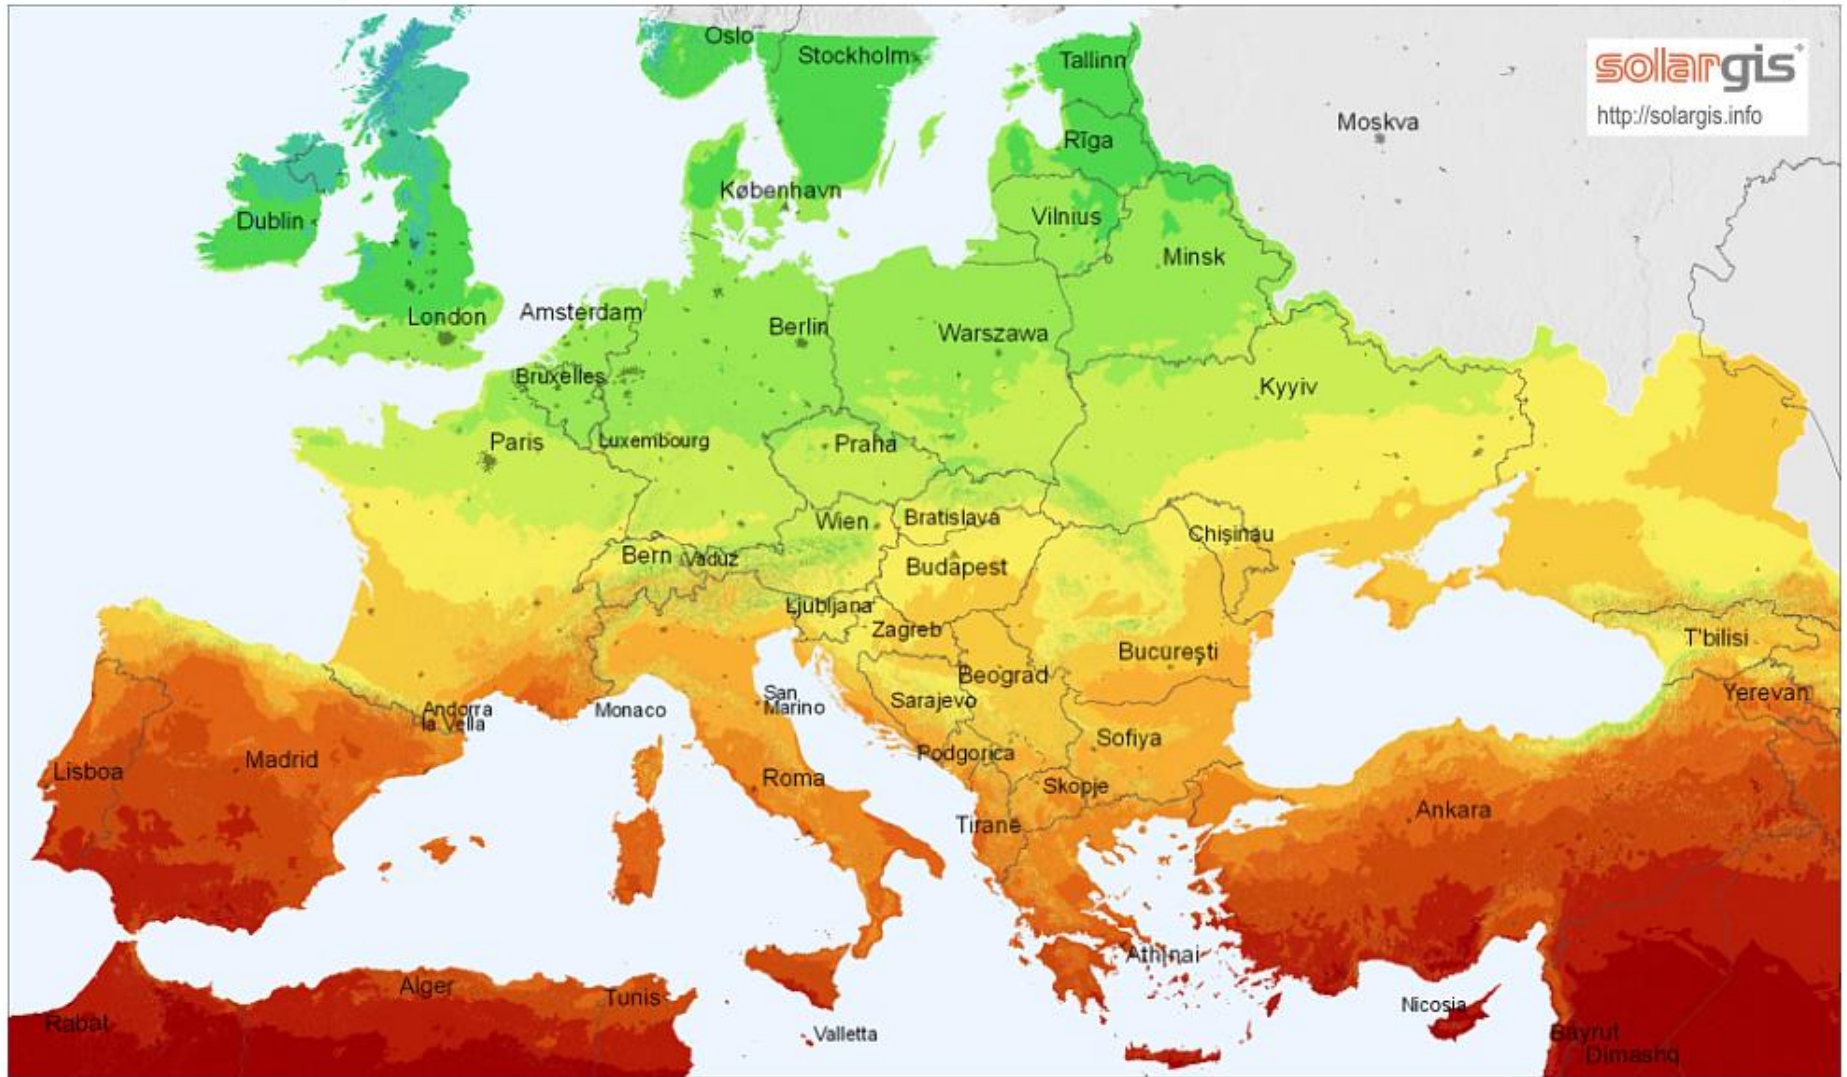 Oslo
Stockholm
Tallinn
solargis
http://solargis.info
Moskva
Rīga
København
Dublin
Vilnius
Minsk
London
Amsterdam
Berlin
Warszawa
Bruxelles
Kyyiv
Paris
Luxembourg
Praha
Wien
Bratislava
Chişinău
Bern
Vaduz
Budapest
Ljubljana
Zagreb
T'bilisi
Bucureşti
Beograd
Sarajevo
Yerevan
San
Marino
Andorra
la Vella
Monaco
Sofiya
Podgorica
Madrid
Lisboa
Roma
Skopje
Ankara
Tiranë
Athinai
Alger
Tunis
Nicosia
Rabat
Valletta
Bayrut
Dimashq